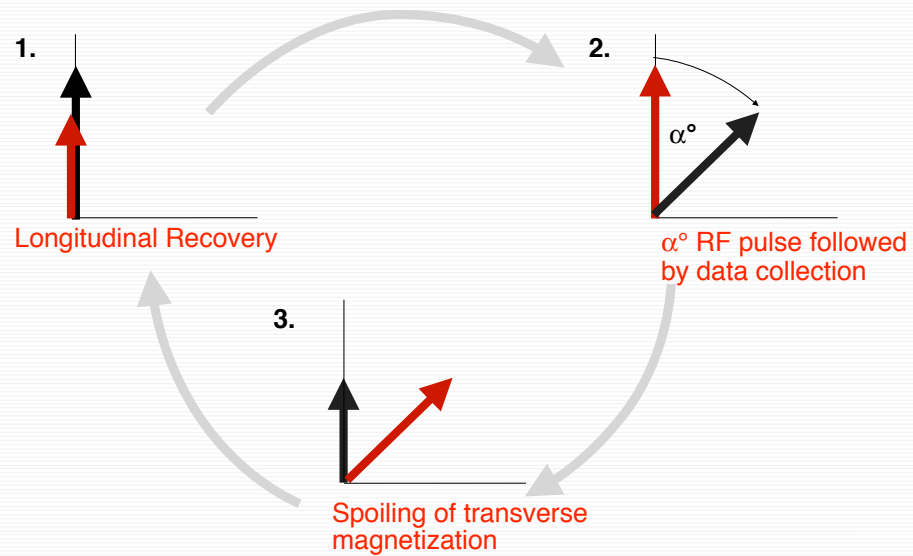 1.
Longitudinal Recovery
2.
α°
α° RF pulse followed
by data collection
3.
Spoiling of transverse
magnetization